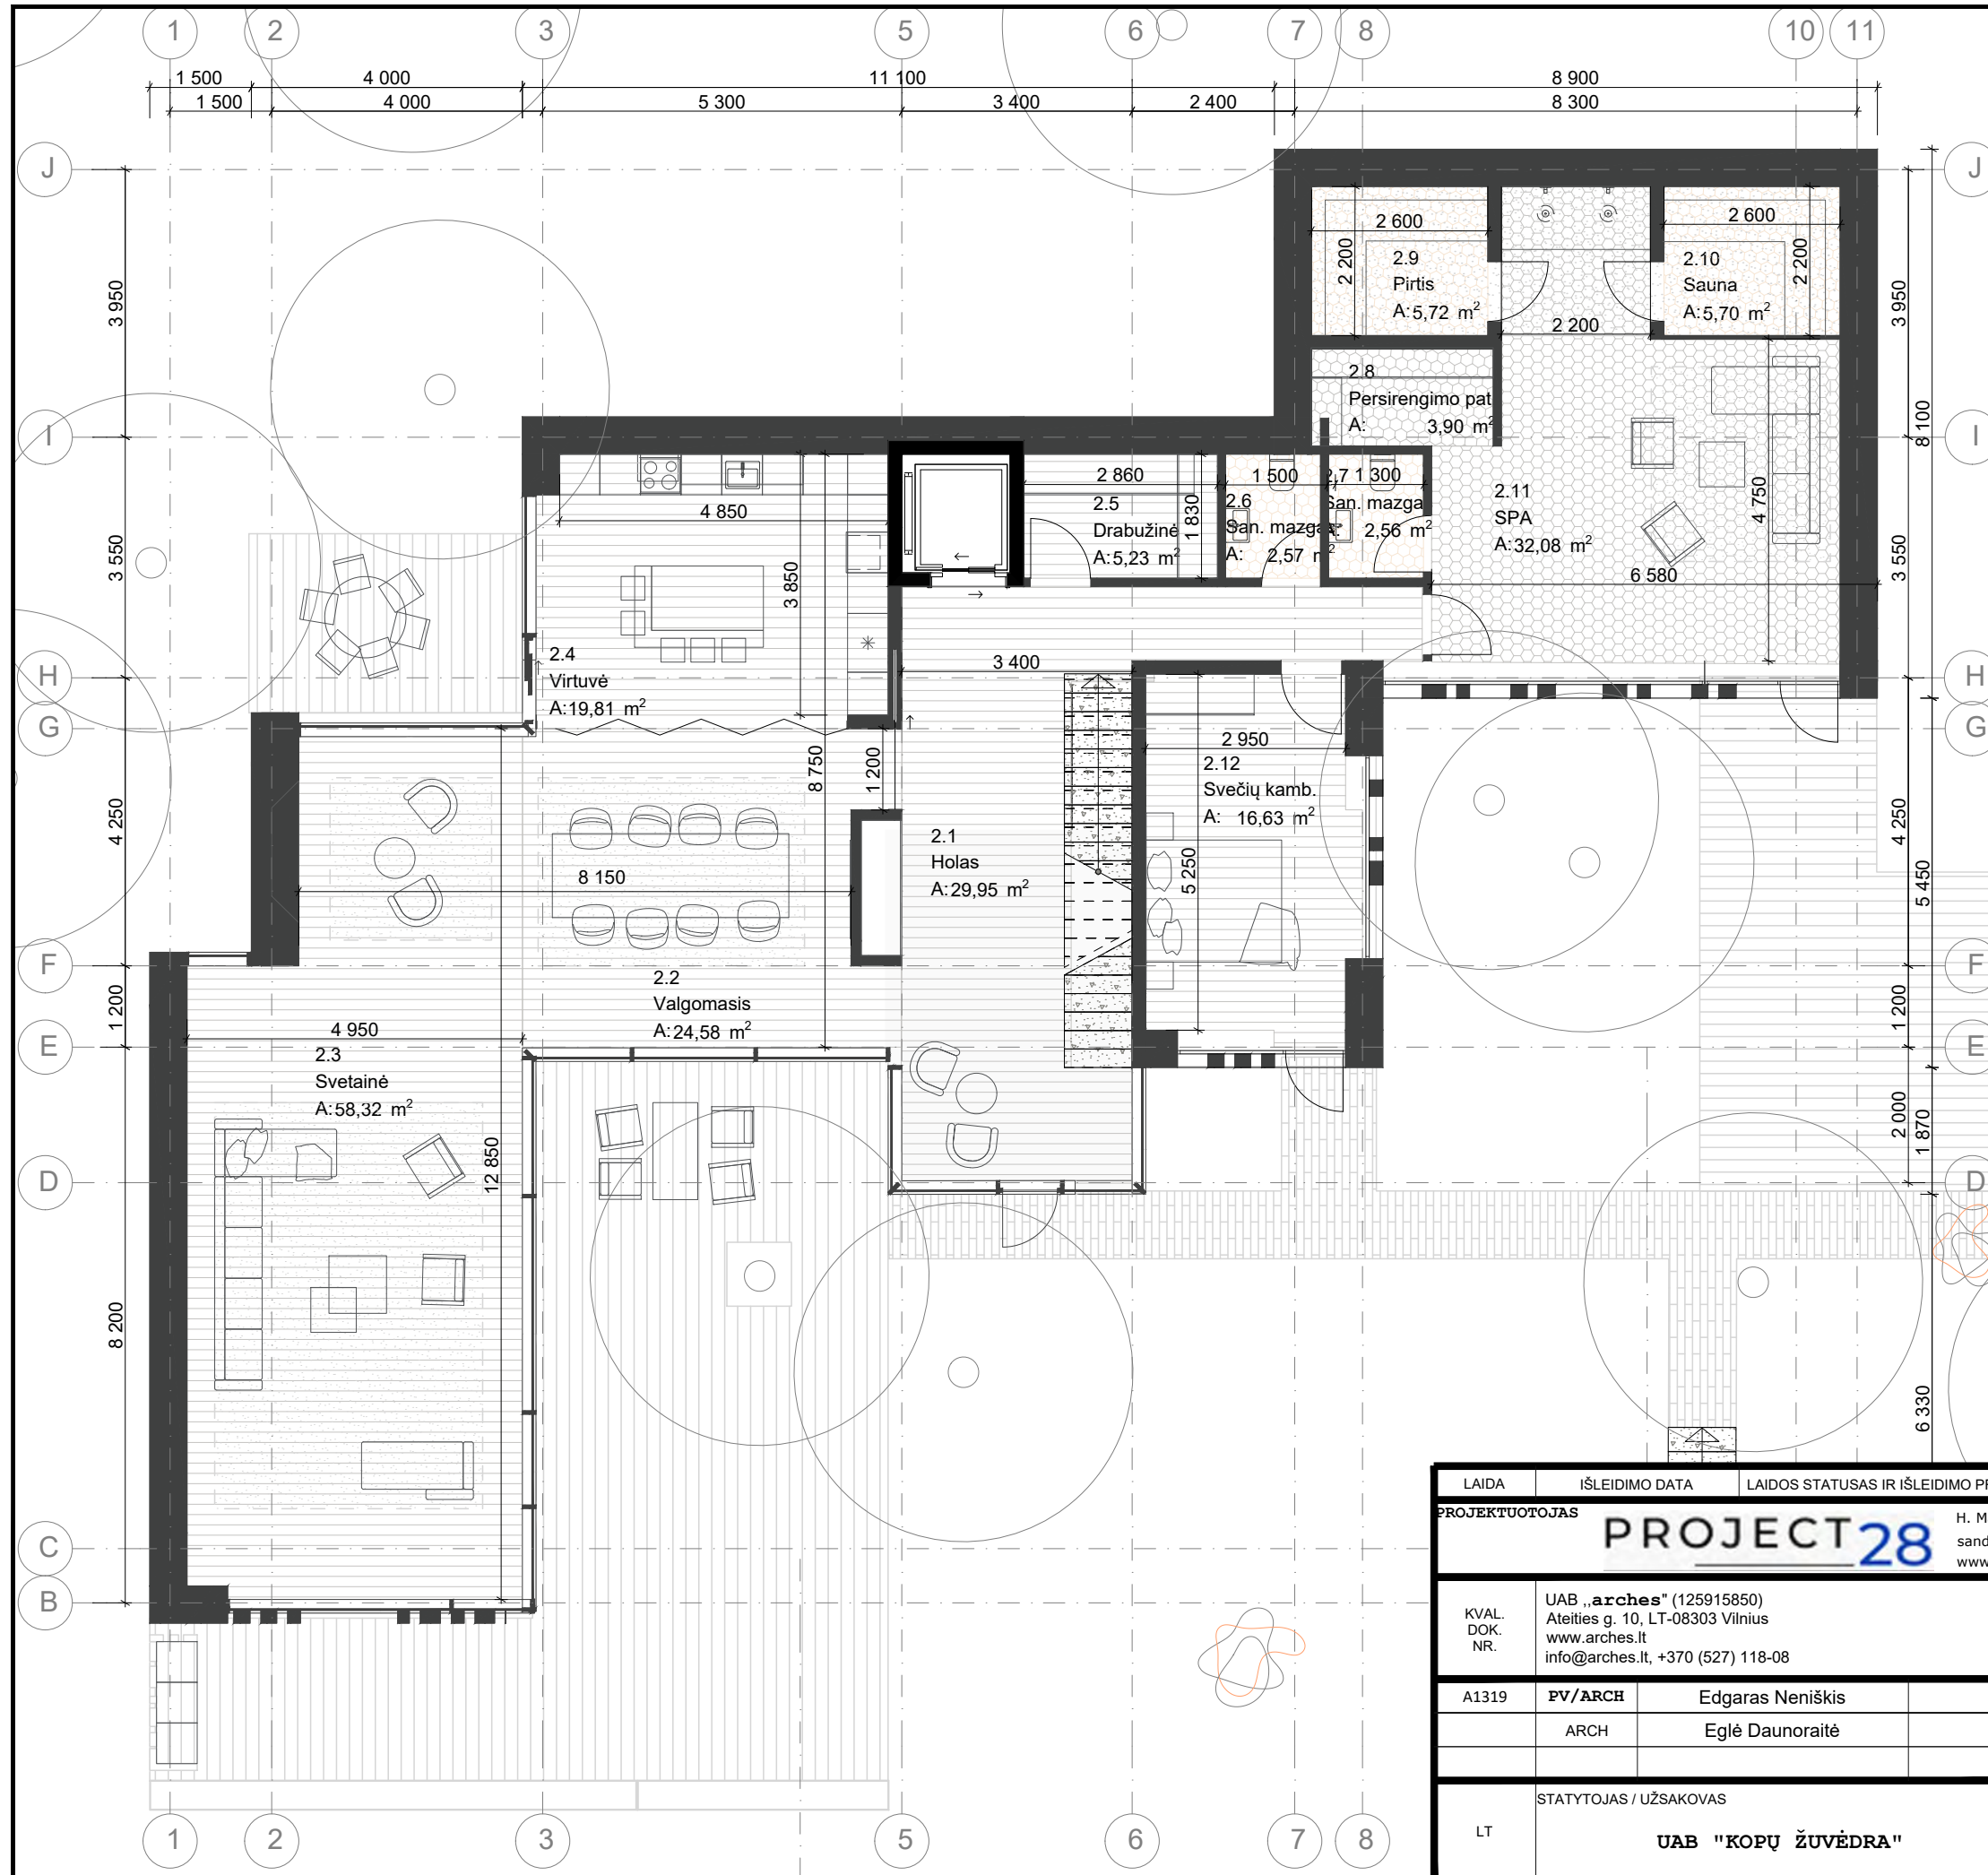 1 2 3 5 6 7 8 10 11
1 500 4 000 11 100 8 900
1 500 4 000 5 300 3 400 2 400 8 300
J J
3 950 3 950
2 600 2 600
2 200 2 200
2.9
Pirtis
A:5,72 m²
2.10
Sauna
A:5,70 m²
2 200
2.8
Persirengimo pat
A: 3,90 m²
8 100
I I
2 860 1 500 1 300
4 850
2.5
Drabužinė
A:5,23 m²
1 830
2.6
San. mazgas
A: 2,57 m²
2.7
San. mazga
2,56 m²
2.11
SPA
A:32,08 m²
4 750
3 550 3 850 3 550
6 580
2.4
Virtuvė
A:19,81 m²
3 400
H H
G G
2 950
2.12
Svečių kamb.
A: 16,63 m²
8 750
1 200
4 250 4 250
5 450
2.1
Holas
A:29,95 m²
5 250
8 150
F F
2.2
Valgomasis
A:24,58 m²
1 200 1 200
4 950
E E
2.3
Svetainė
A:58,32 m²
2 000
1 870
12 850
D D
8 200
6 330
C
B
LAIDA IŠLEIDIMO DATA LAIDOS STATUSAS IR IŠLEIDIMO PR
PROJEKTUOTOJAS
PROJECT28
H. M
sand
www
KVAL.
DOK.
NR.
UAB ,,arches" (125915850)
Ateities g. 10, LT-08303 Vilnius
www.arches.lt
info@arches.lt, +370 (527) 118-08
A1319 PV/ARCH Edgaras Neniškis
ARCH Eglė Daunoraitė
STATYTOJAS / UŽSAKOVAS
LT
UAB "KOPŲ ŽUVĖDRA"
1 2 3 5 6 7 8